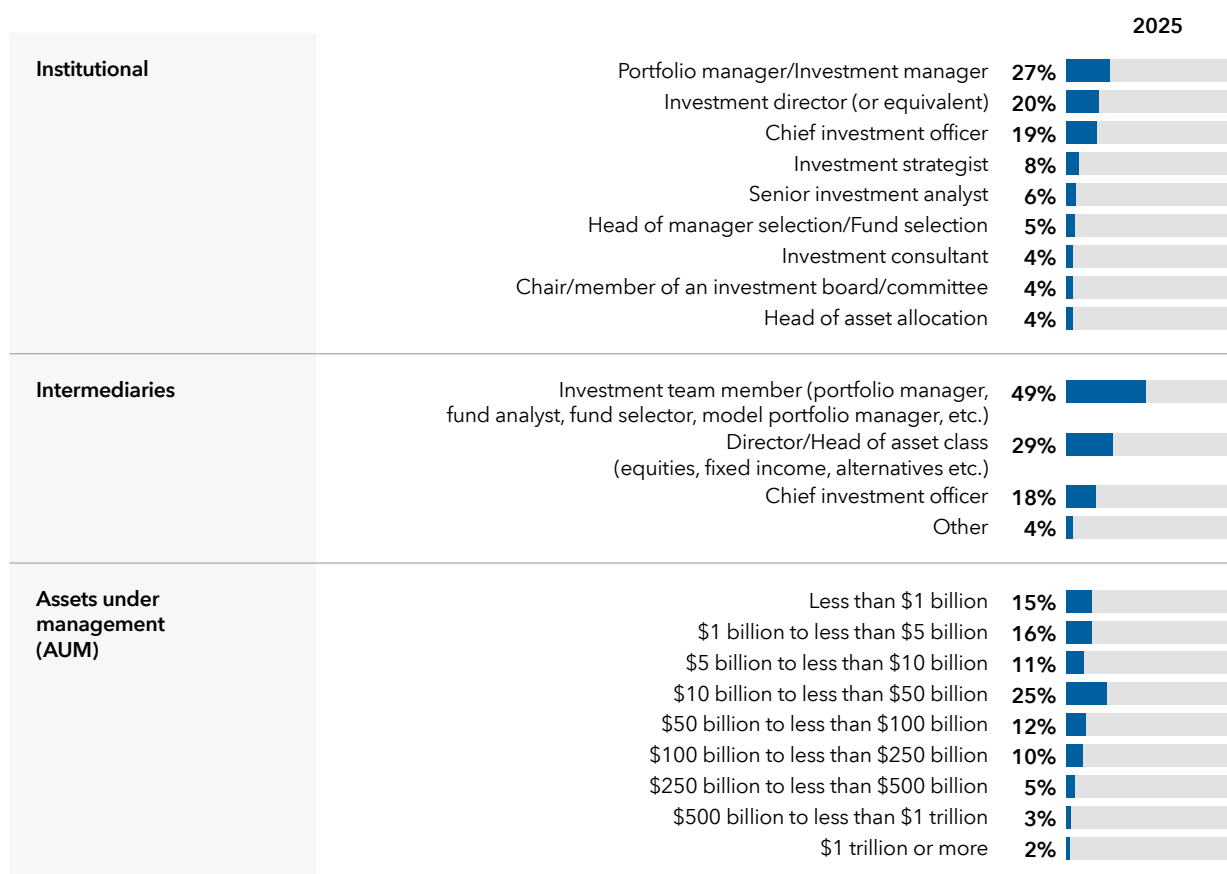 2025
Institutional
Portfolio manager/Investment manager 27%
Investment director (or equivalent) 20%
Chief investment officer 19%
Investment strategist 8%
Senior investment analyst 6%
Head of manager selection/Fund selection 5%
Investment consultant 4%
Chair/member of an investment board/committee 4%
Head of asset allocation 4%
Intermediaries
Investment team member (portfolio manager, 49%
fund analyst, fund selector, model portfolio manager, etc.)
Director/Head of asset class 29%
(equities, fixed income, alternatives etc.)
Chief investment officer 18%
Other 4%
Assets under
management
(AUM)
Less than $1 billion 15%
$1 billion to less than $5 billion 16%
$5 billion to less than $10 billion 11%
$10 billion to less than $50 billion 25%
$50 billion to less than $100 billion 12%
$100 billion to less than $250 billion 10%
$250 billion to less than $500 billion 5%
$500 billion to less than $1 trillion 3%
$1 trillion or more 2%